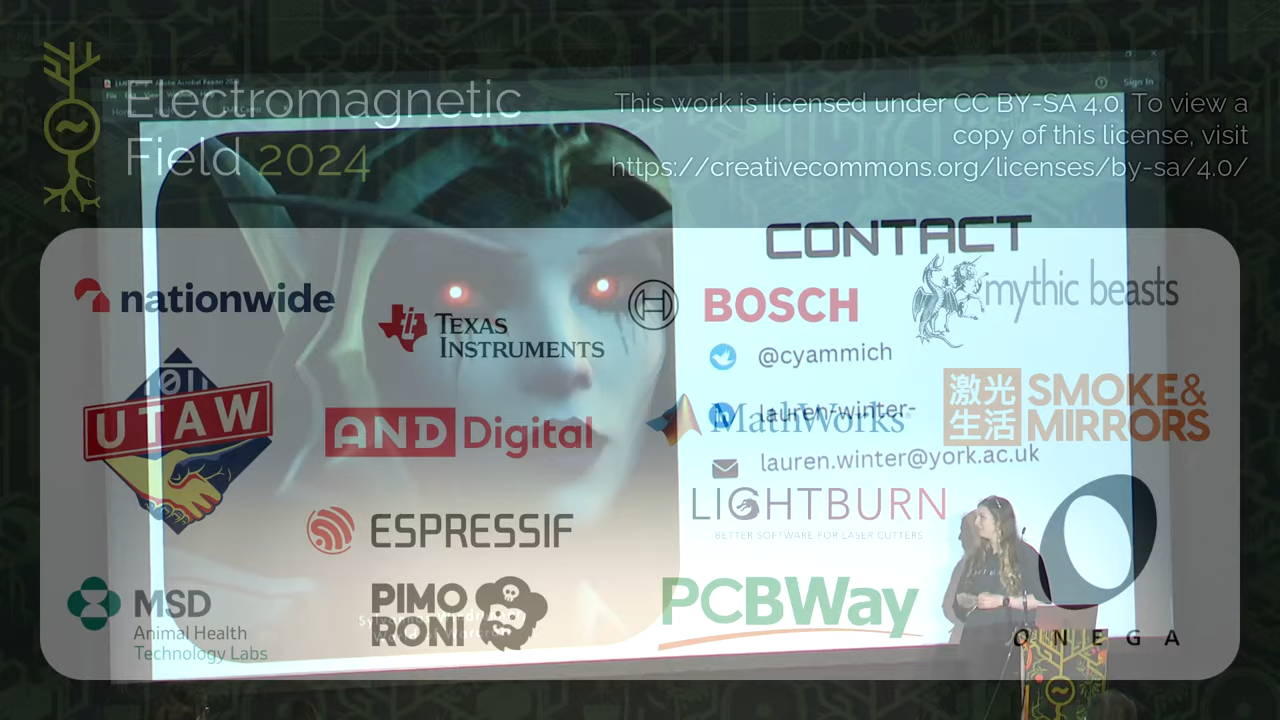 Electromagnetic
Field 2024
This work is licensed under CC BY-SA 4.0. To view a
copy of this license, visit
https://creativecommons.org/licenses/by-sa/4.0/
Sign In
CONTACT
nationwide
TEXAS
INSTRUMENTS
BOSCH
mythic beasts
@cyammich
1011
UTAW
AND Digital
lauren-winter-
MathWorks
激光
生活
SMOKE&
MIRRORS
lauren.winter@york.ac.uk
ESPRESSIF
LIGHTBURN
BETTER SOFTWARE FOR LASER CUTTERS
MSD
Animal Health
Technology Labs
PIMO
RONI
PCBWay
OMEGA